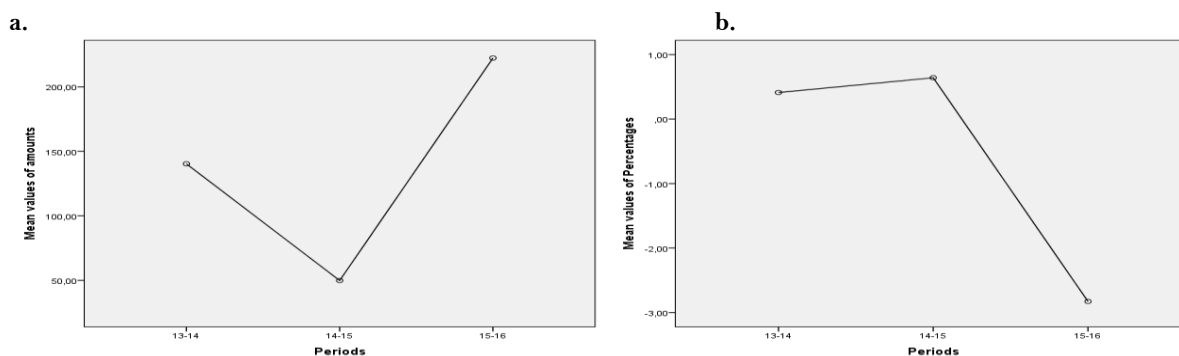 a.
Mean values of amounts
200,00
150,00
100,00
50,00
13-14
14-15
15-16
Periods
b.
Mean values of Percentages
1,00
,00
-1,00
-2,00
-3,00
13-14
14-15
15-16
Periods